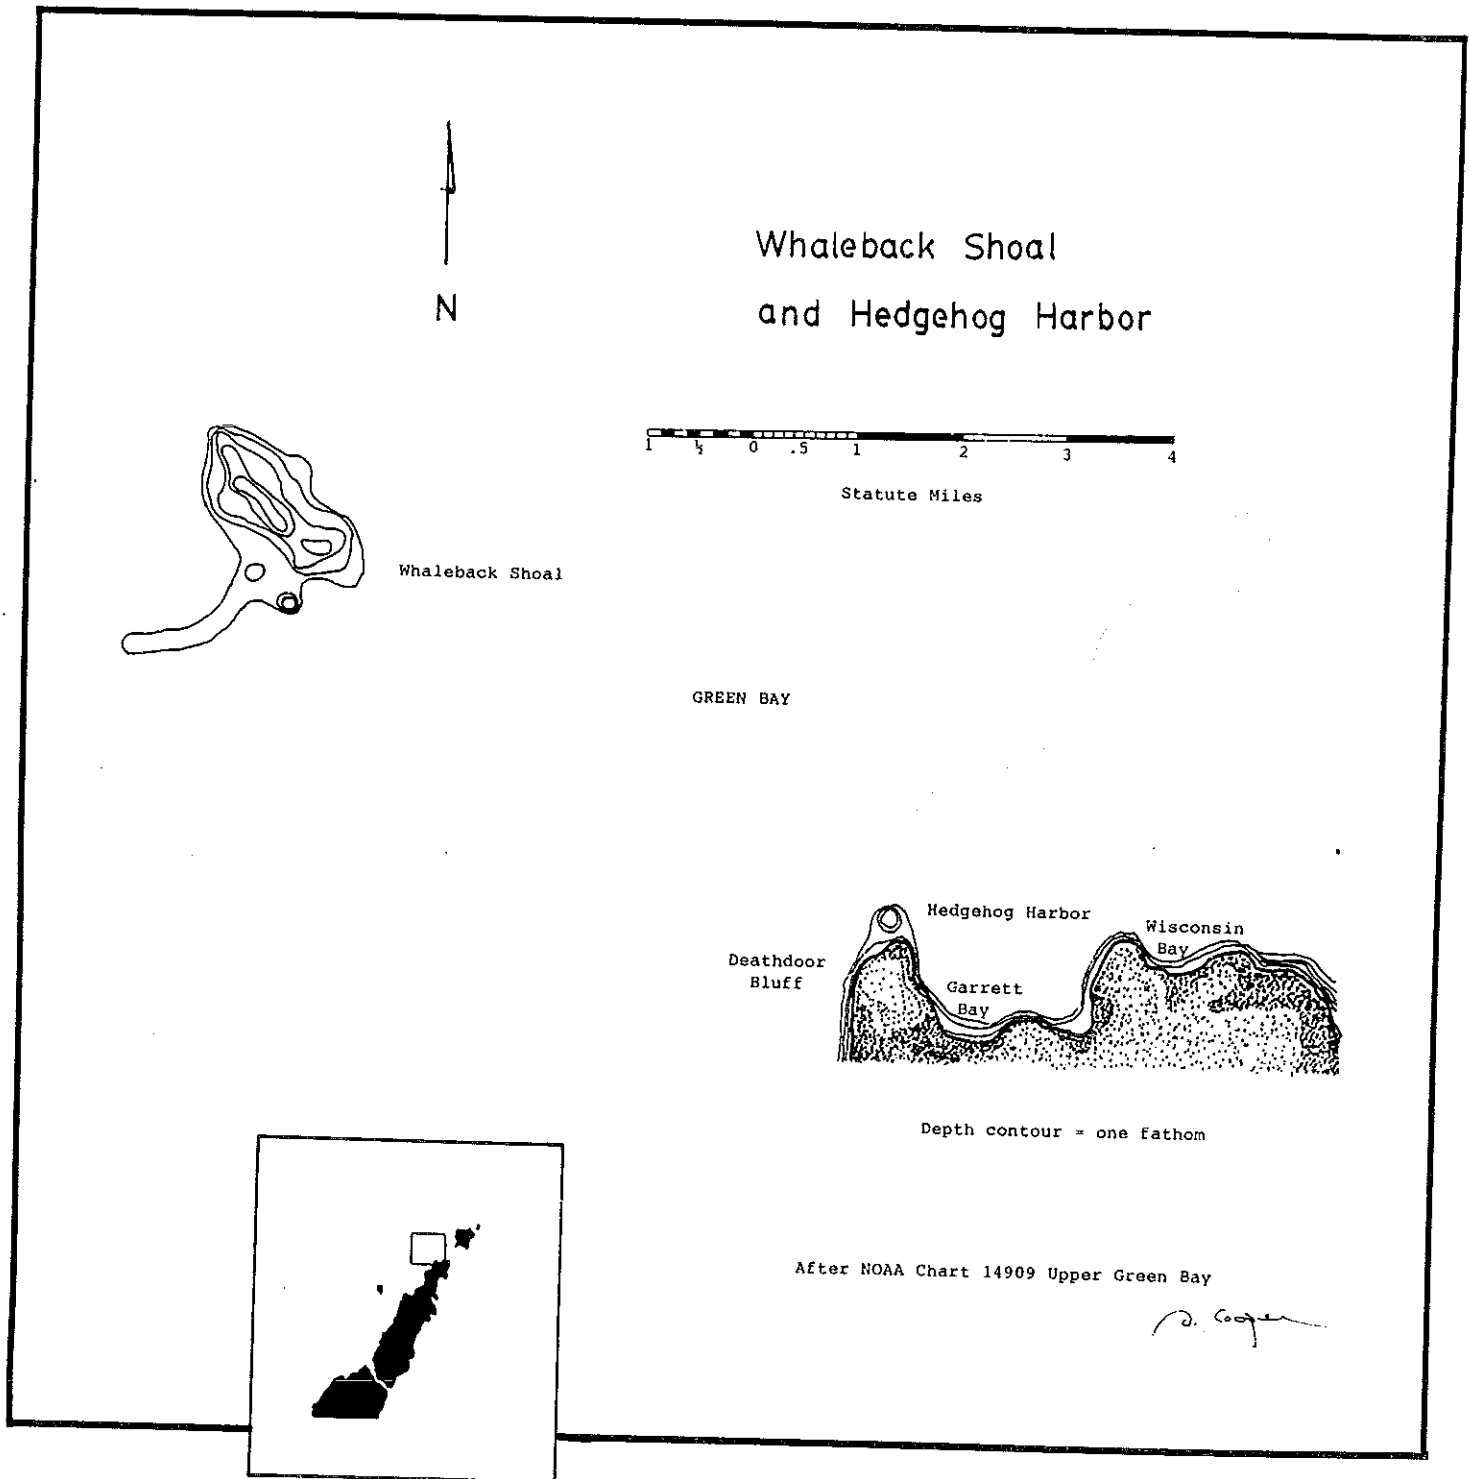 N
Whaleback Shoal
and Hedgehog Harbor
1 ½ 0 .5 1 2 3 4
Statute Miles
Whaleback Shoal
GREEN BAY
Hedgehog Harbor
Wisconsin
Bay
Deathdoor
Bluff
Garrett
Bay
Depth contour = one fathom
After NOAA Chart 14909 Upper Green Bay
D. Cooper